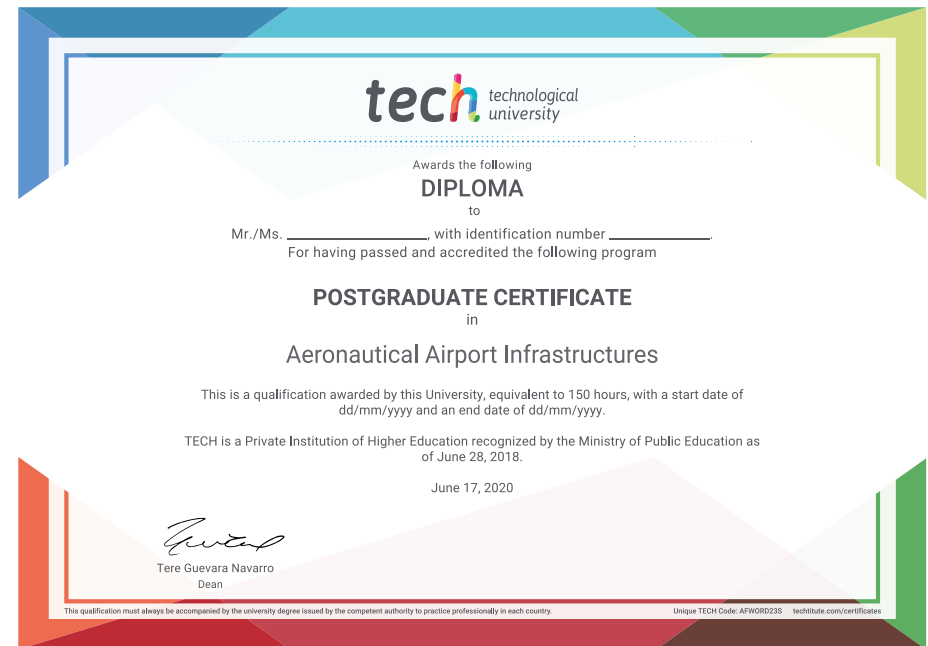 tech technological
university
Awards the following
DIPLOMA
to
Mr./Ms. ____________________, with identification number ______________.
For having passed and accredited the following program
POSTGRADUATE CERTIFICATE
in
Aeronautical Airport Infrastructures
This is a qualification awarded by this University, equivalent to 150 hours, with a start date of
dd/mm/yyyy and an end date of dd/mm/yyyy.
TECH is a Private Institution of Higher Education recognized by the Ministry of Public Education as
of June 28, 2018.
June 17, 2020
Tere Guevara Navarro
Dean
This qualification must always be accompanied by the university degree issued by the competent authority to practice professionally in each country.
Unique TECH Code: AFWORD23S techtitute.com/certificates